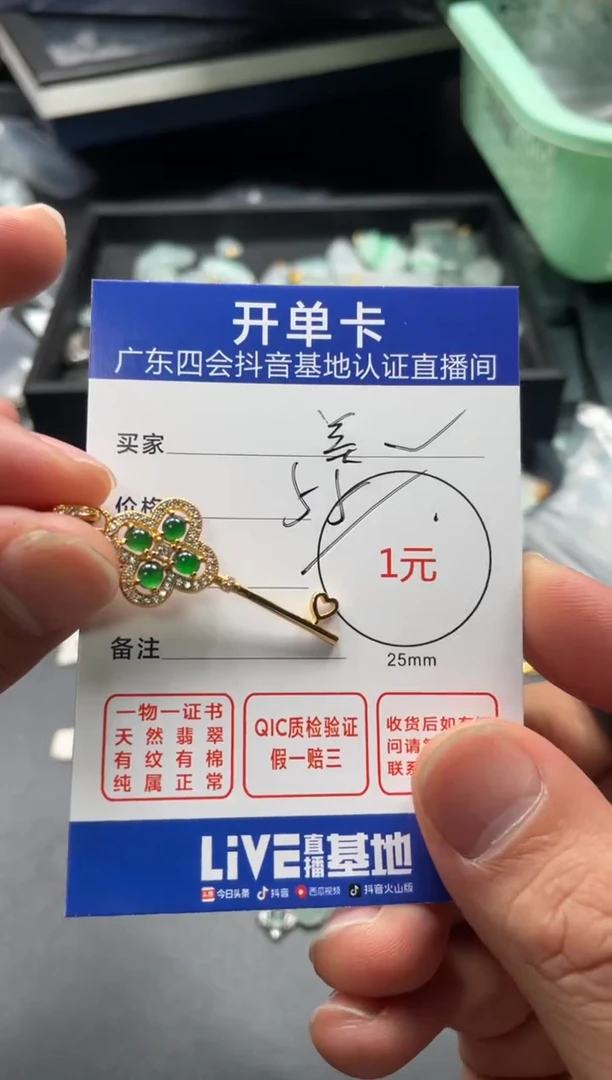 开单卡
广东四会抖音基地认证直播间
买家
价格
55
1元
备注
25mm
一物一证书
天然翡翠
有纹有棉
纯属正常
QIC质检验证
假一赔三
收货后如有
问请
联系
LiVE直播基地
头条 今日头条 抖音 西瓜视频 抖音火山版